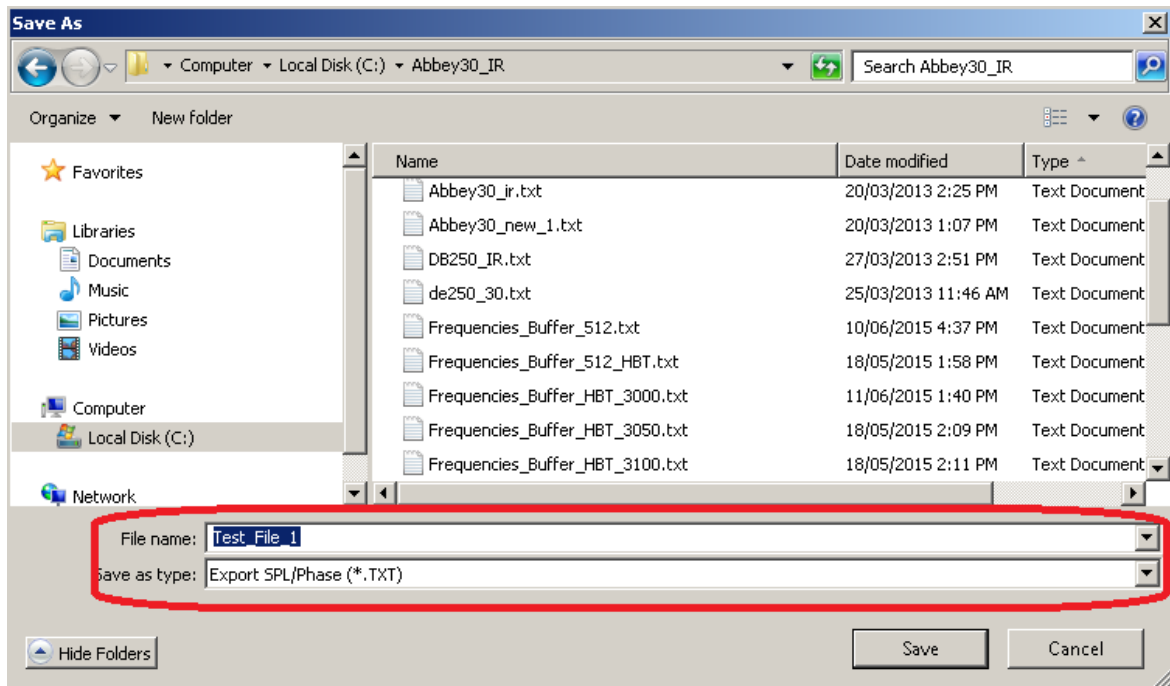 Save As
Computer Local Disk (C:) Abbey30_IR
Search Abbey30_IR
Organize New folder
Favorites
Libraries
Documents
Music
Pictures
Videos
Computer
Local Disk (C:)
Network
Name Date modified Type
Abbey30_ir.txt 20/03/2013 2:25 PM Text Document
Abbey30_new_1.txt 20/03/2013 1:07 PM Text Document
DB250_IR.txt 27/03/2013 2:51 PM Text Document
de250_30.txt 25/03/2013 11:46 AM Text Document
Frequencies_Buffer_512.txt 10/06/2015 4:37 PM Text Document
Frequencies_Buffer_512_HBT.txt 18/05/2015 1:58 PM Text Document
Frequencies_Buffer_HBT_3000.txt 11/06/2015 1:40 PM Text Document
Frequencies_Buffer_HBT_3050.txt 18/05/2015 2:09 PM Text Document
Frequencies_Buffer_HBT_3100.txt 18/05/2015 2:11 PM Text Document
File name: Test_File_1
Save as type: Export SPL/Phase (*.TXT)
Hide Folders Save Cancel